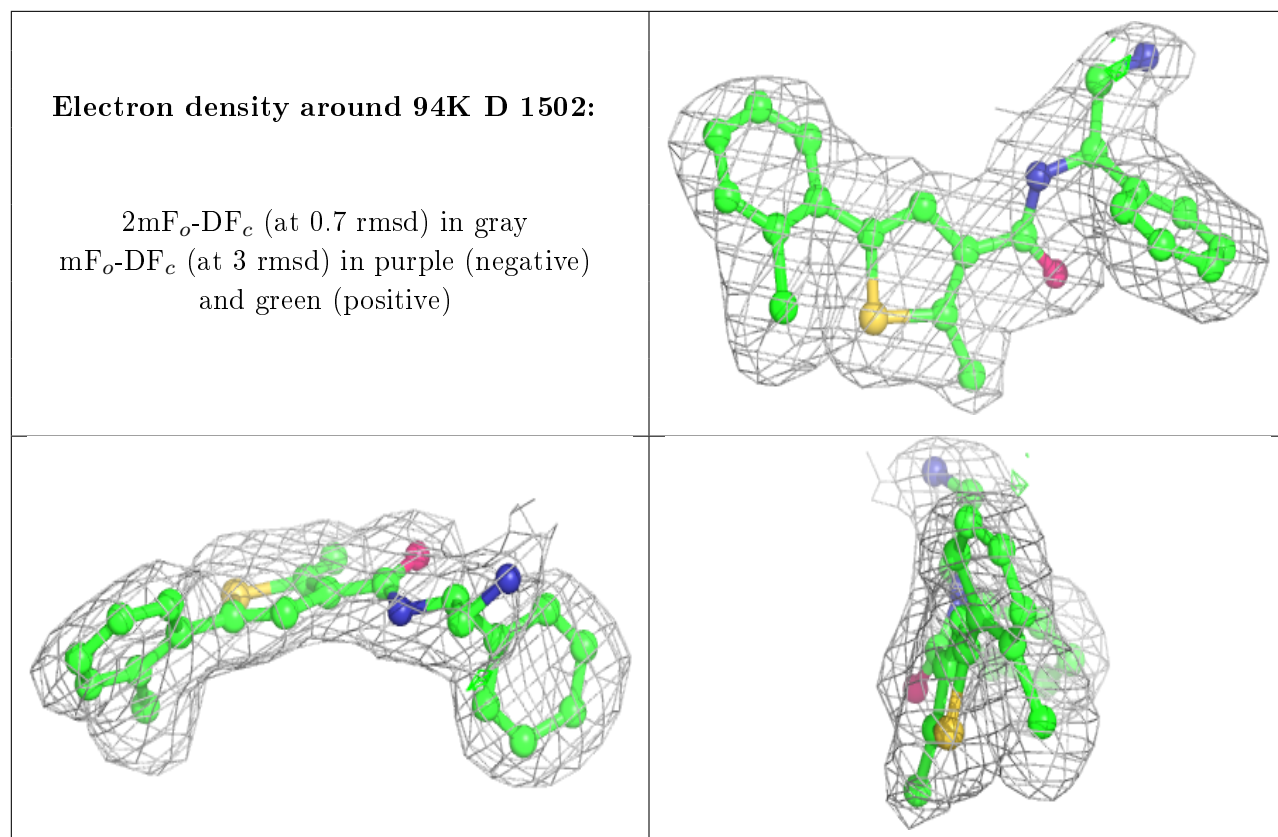 Electron density around 94K D 1502:
2mFo-DFc (at 0.7 rmsd) in gray
mFo-DFc (at 3 rmsd) in purple (negative)
and green (positive)